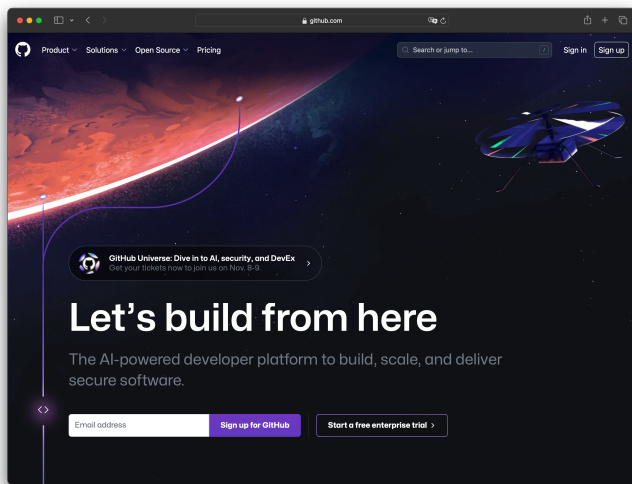 github.com
Product Solutions Open Source Pricing Search or jump to... / Sign in Sign up
GitHub Universe: Dive in to AI, security, and DevEx
Get your tickets now to join us on Nov. 8-9.
Let's build from here
The AI-powered developer platform to build, scale, and deliver
secure software.
Email address Sign up for GitHub Start a free enterprise trial